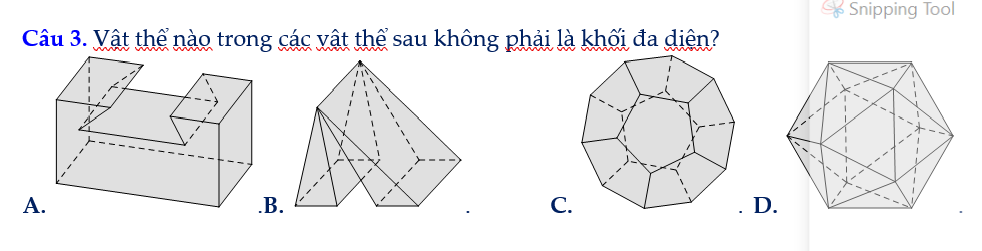 Snipping Tool
Câu 3. Vật thể nào trong các vật thể sau không phải là khối đa diện?
A. .B. . C. . D. .